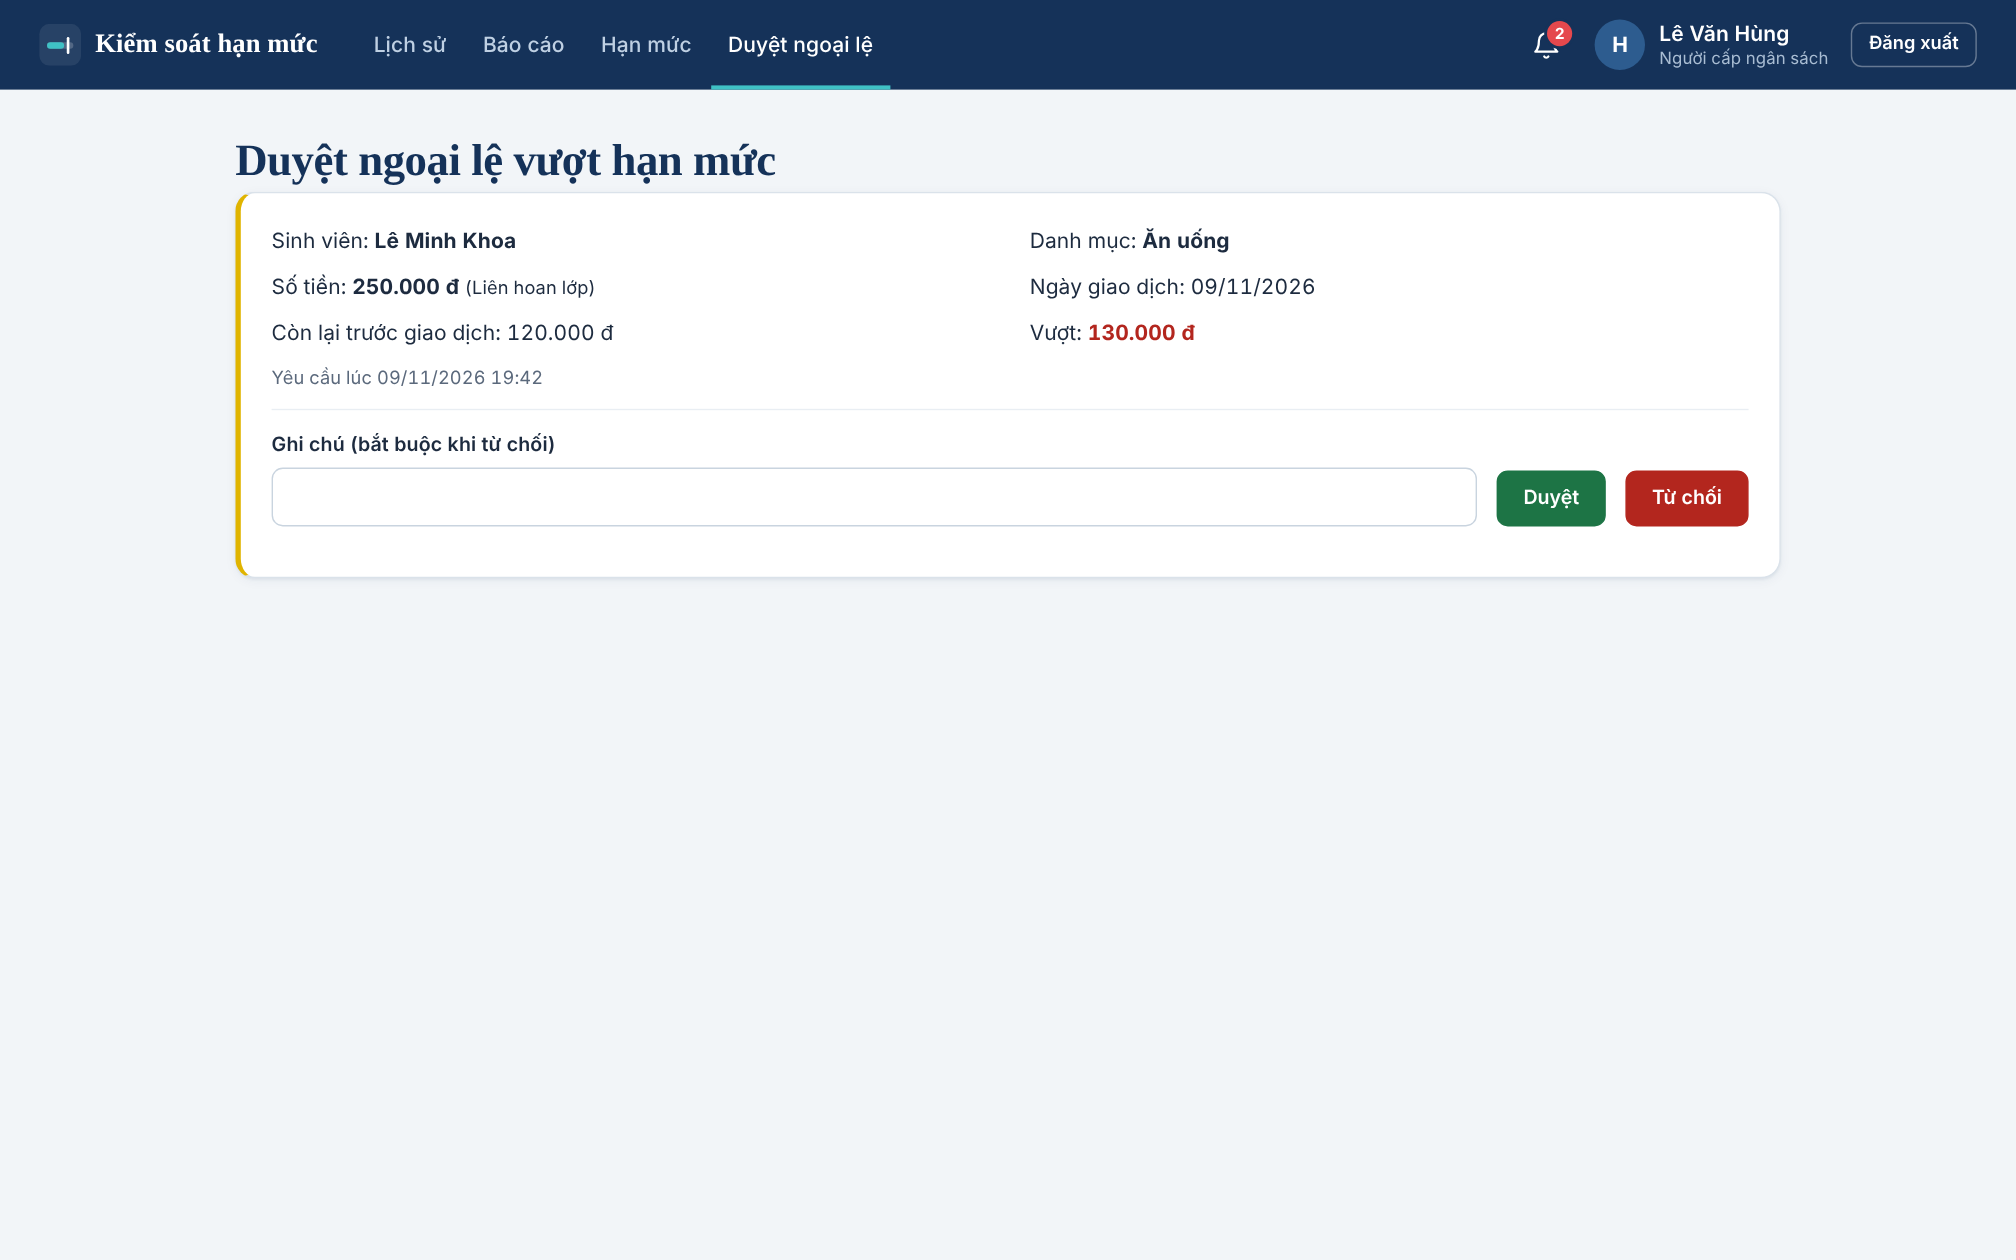 Kiểm soát hạn mức
Lịch sử Báo cáo Hạn mức Duyệt ngoại lệ
2
H
Lê Văn Hùng
Người cấp ngân sách
Đăng xuất
Duyệt ngoại lệ vượt hạn mức
Sinh viên: Lê Minh Khoa
Danh mục: Ăn uống
Số tiền: 250.000 đ (Liên hoan lớp)
Ngày giao dịch: 09/11/2026
Còn lại trước giao dịch: 120.000 đ
Vượt: 130.000 đ
Yêu cầu lúc 09/11/2026 19:42
Ghi chú (bắt buộc khi từ chối)
Duyệt
Từ chối